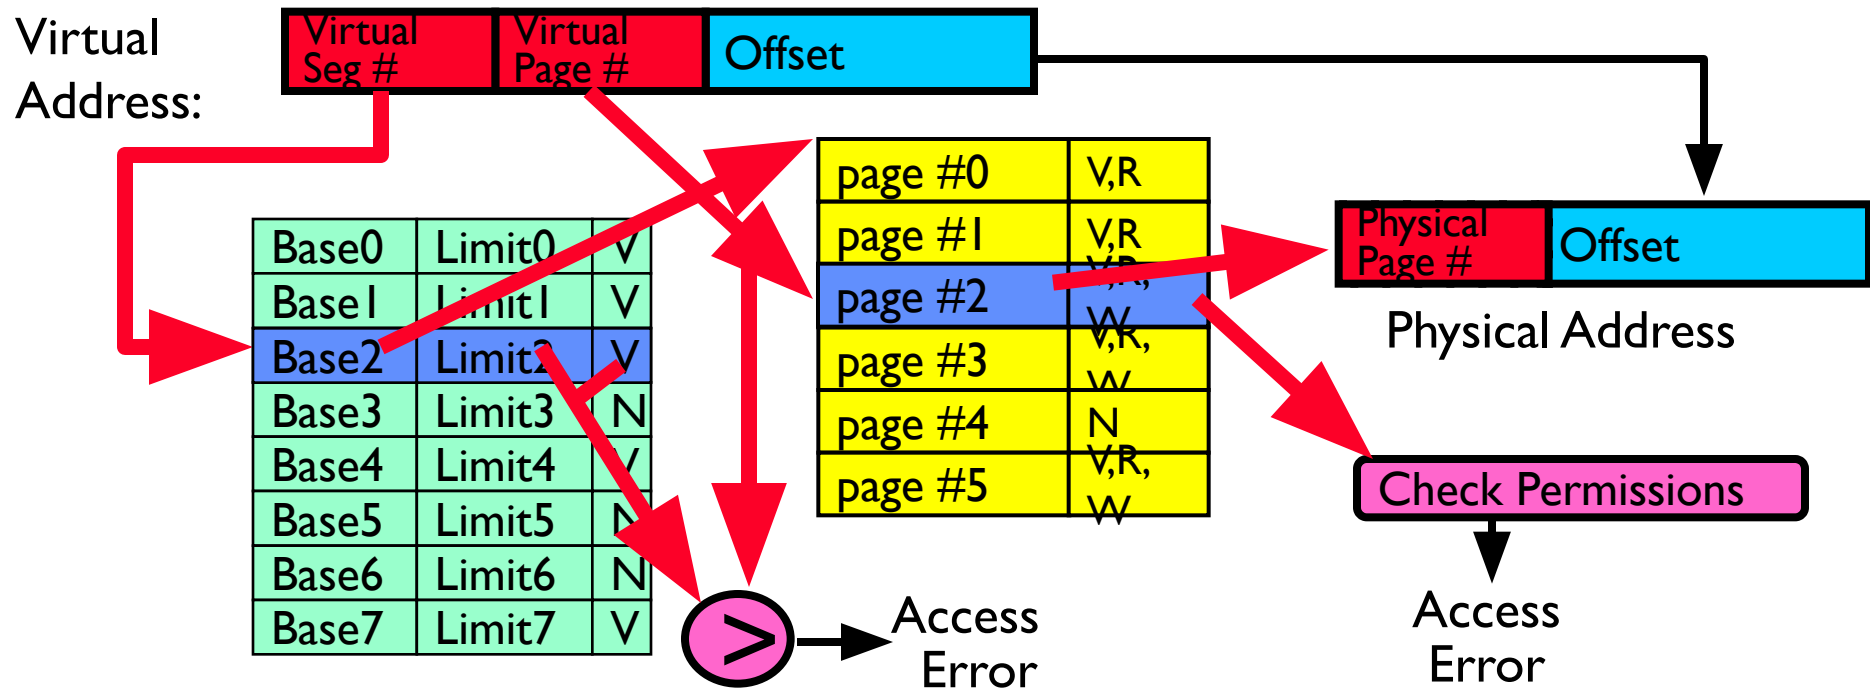 Virtual
Address:
Virtual
Seg #
Virtual
Page #
Offset
page #0 V,R
page #1 V,R
page #2 V,R,
W
page #3 V,R,
W
page #4 N
page #5 V,R,
W
Base0 Limit0 V
Base1 Limit1 V
Base2 Limit2 V
Base3 Limit3 N
Base4 Limit4 V
Base5 Limit5 N
Base6 Limit6 N
Base7 Limit7 V
Physical
Page #
Offset
Physical Address
Check Permissions
>
Access
Error
Access
Error